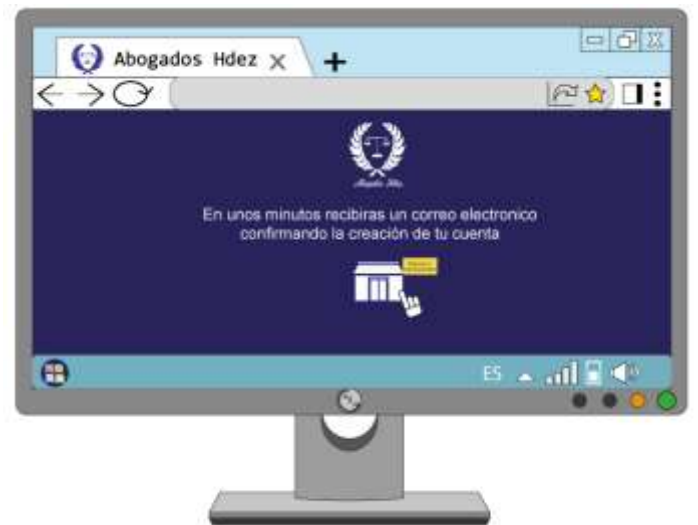 Abogados Hdez
En unos minutos recibiras un correo electronico
confirmando la creación de tu cuenta
ES